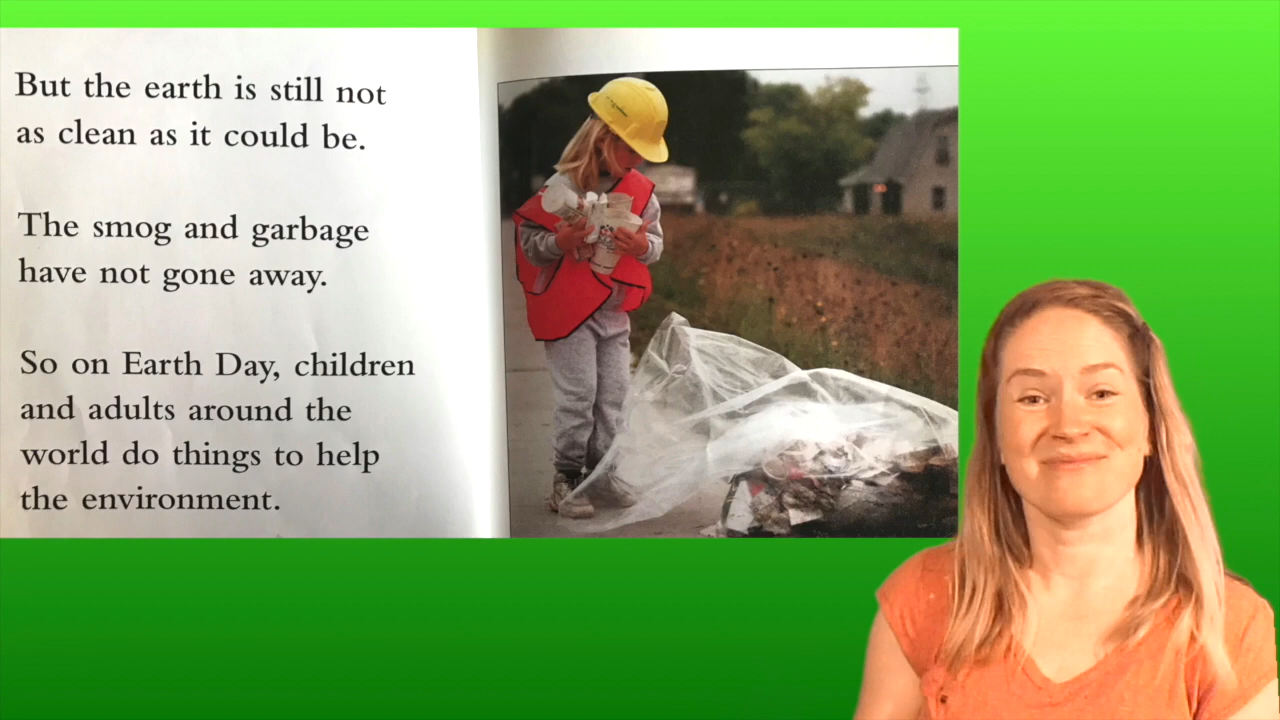 But the earth is still not
as clean as it could be.
The smog and garbage
have not gone away.
So on Earth Day, children
and adults around the
world do things to help
the environment.